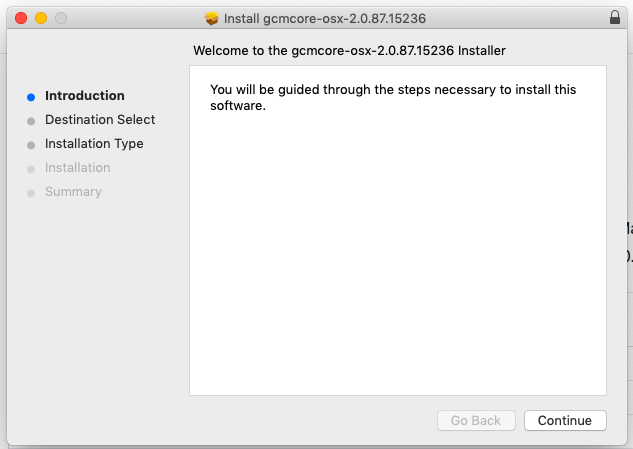 Install gcmcore-osx-2.0.87.15236
Welcome to the gcmcore-osx-2.0.87.15236 Installer
Introduction
Destination Select
Installation Type
Installation
Summary
You will be guided through the steps necessary to install this
software.
Go Back
Continue